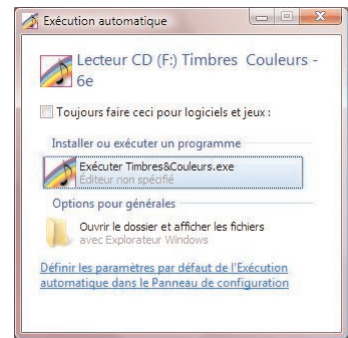 Exécution automatique
Lecteur CD (F:) Timbres Couleurs -
6e
Toujours faire ceci pour logiciels et jeux :
Installer ou exécuter un programme
Exécuter Timbres&Couleurs.exe
Éditeur non spécifié
Options pour générales
Ouvrir le dossier et afficher les fichiers
avec Explorateur Windows
Définir les paramètres par défaut de l'Exécution
automatique dans le Panneau de configuration